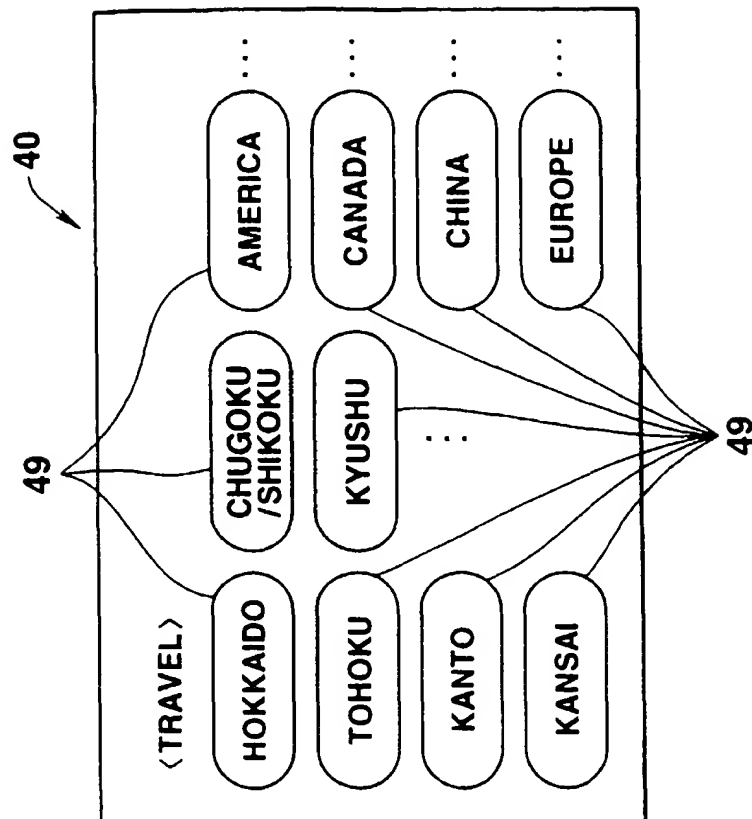 40
49
<TRAVEL>
HOKKAIDO
CHUGOKU
/SHIKOKU
AMERICA
...
TOHOKU
KYUSHU
CANADA
...
KANTO
...
CHINA
...
KANSAI
EUROPE
...
49